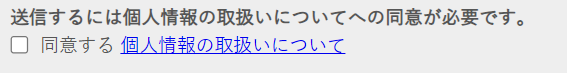 送信するには個人情報の取扱いについてへの同意が必要です。
同意する 個人情報の取扱いについて